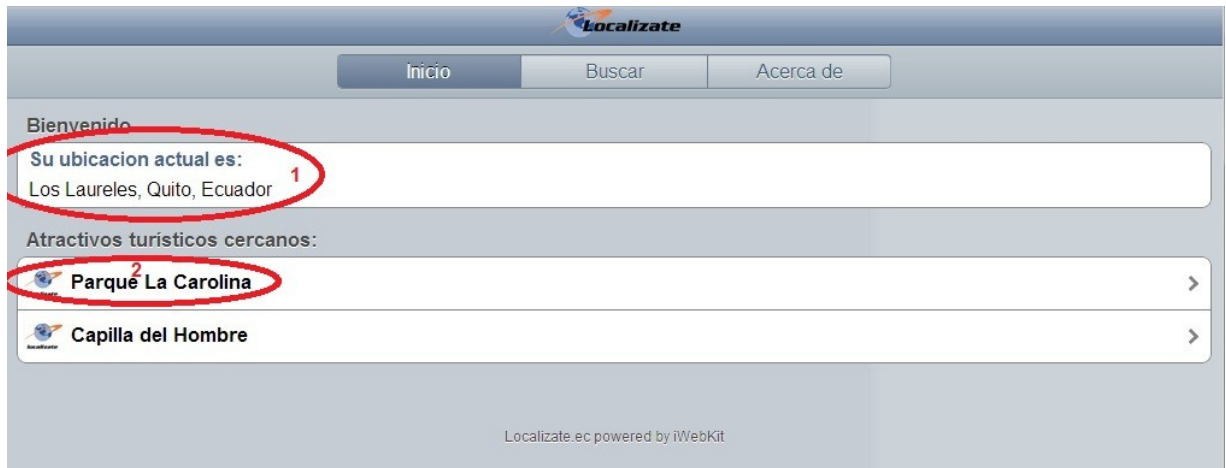 Localizate
Inicio Buscar Acerca de
Bienvenido
Su ubicacion actual es:
1
Los Laureles, Quito, Ecuador
Atractivos turísticos cercanos:
2
Parque La Carolina
localizate Capilla del Hombre
Localizate.ec powered by iWebKit